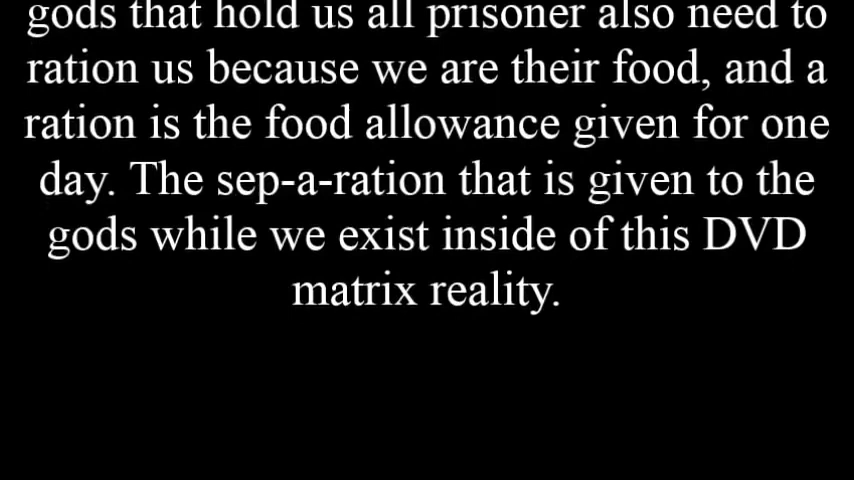 gods that hold us all prisoner also need to
ration us because we are their food, and a
ration is the food allowance given for one
day. The sep-a-ration that is given to the
gods while we exist inside of this DVD
matrix reality.